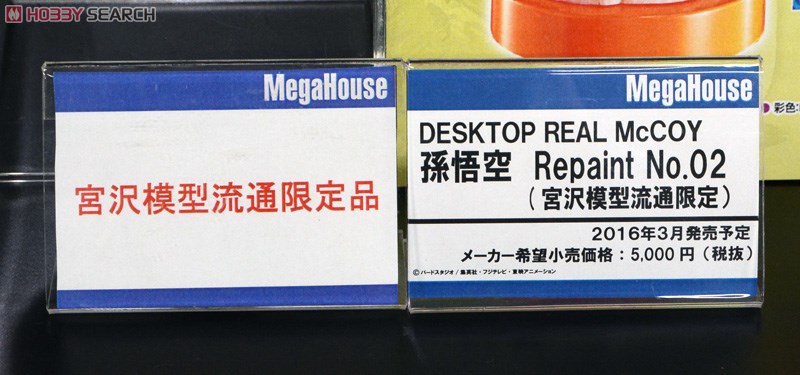 HOBBY SEARCH
MegaHouse
宮沢模型流通限定品
MegaHouse
DESKTOP REAL McCOY
孫悟空 Repaint No.02
(宮沢模型流通限定)
2016年3月発売予定
メーカー希望小売価格:5,000円(税抜)
©バードスタジオ/集英社・フジテレビ・東映アニメーション
彩色: